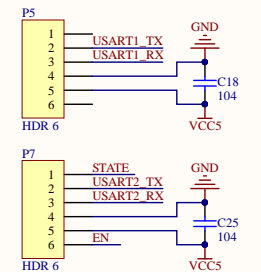 P5
GND
1
USART1_TX
2
USART1_RX
3
4
C18
5
104
6
HDR 6
VCC5
P7
STATE
GND
1
USART2_TX
2
USART2_RX
3
4
C25
5
104
EN
6
HDR 6
VCC5